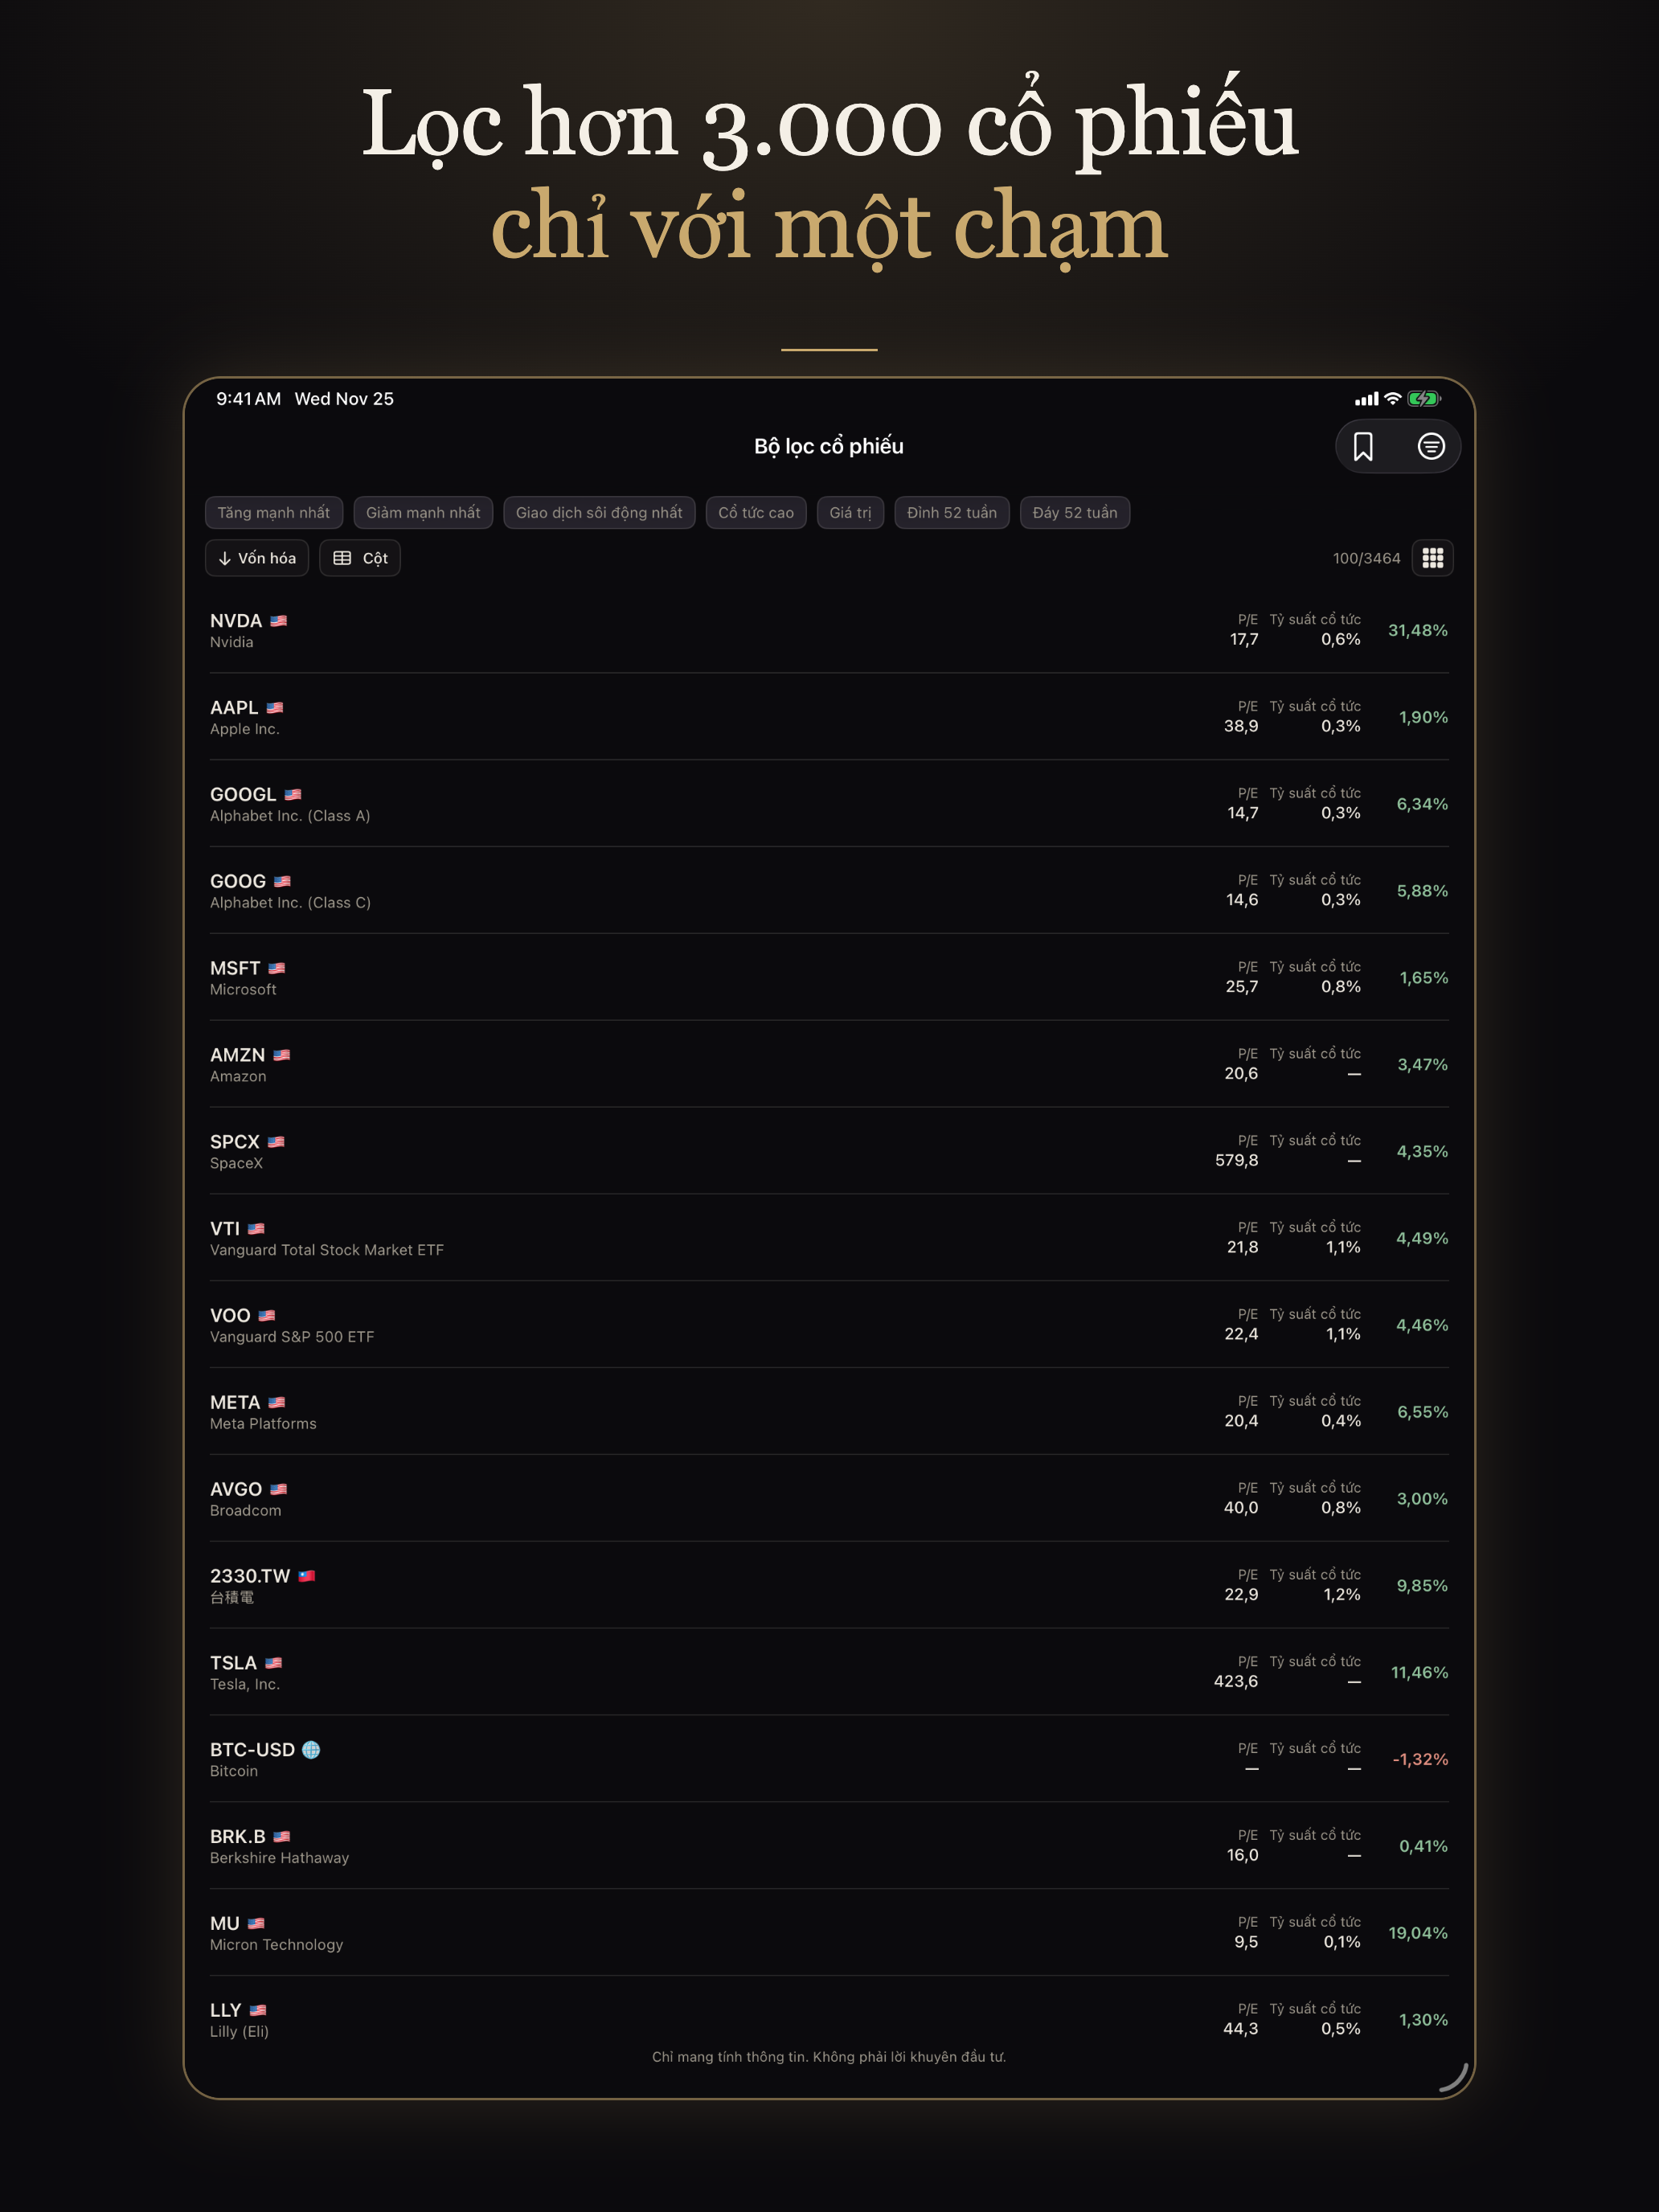 Lọc hơn 3.000 cổ phiếu
chỉ với một chạm
9:41 AM Wed Nov 25
Bộ lọc cổ phiếu
Tăng mạnh nhất Giảm mạnh nhất Giao dịch sôi động nhất Cổ tức cao Giá trị Đỉnh 52 tuần Đáy 52 tuần
↓ Vốn hóa Cột 100/3464
NVDA 🇺🇸 P/E Tỷ suất cổ tức 31,48%
Nvidia 17,7 0,6%
AAPL 🇺🇸 P/E Tỷ suất cổ tức 1,90%
Apple Inc. 38,9 0,3%
GOOGL 🇺🇸 P/E Tỷ suất cổ tức 6,34%
Alphabet Inc. (Class A) 14,7 0,3%
GOOG 🇺🇸 P/E Tỷ suất cổ tức 5,88%
Alphabet Inc. (Class C) 14,6 0,3%
MSFT 🇺🇸 P/E Tỷ suất cổ tức 1,65%
Microsoft 25,7 0,8%
AMZN 🇺🇸 P/E Tỷ suất cổ tức 3,47%
Amazon 20,6 —
SPCX 🇺🇸 P/E Tỷ suất cổ tức 4,35%
SpaceX 579,8 —
VTI 🇺🇸 P/E Tỷ suất cổ tức 4,49%
Vanguard Total Stock Market ETF 21,8 1,1%
VOO 🇺🇸 P/E Tỷ suất cổ tức 4,46%
Vanguard S&P 500 ETF 22,4 1,1%
META 🇺🇸 P/E Tỷ suất cổ tức 6,55%
Meta Platforms 20,4 0,4%
AVGO 🇺🇸 P/E Tỷ suất cổ tức 3,00%
Broadcom 40,0 0,8%
2330.TW 🇹🇼 P/E Tỷ suất cổ tức 9,85%
台積電 22,9 1,2%
TSLA 🇺🇸 P/E Tỷ suất cổ tức 11,46%
Tesla, Inc. 423,6 —
BTC-USD 🌐 P/E Tỷ suất cổ tức -1,32%
Bitcoin — —
BRK.B 🇺🇸 P/E Tỷ suất cổ tức 0,41%
Berkshire Hathaway 16,0 —
MU 🇺🇸 P/E Tỷ suất cổ tức 19,04%
Micron Technology 9,5 0,1%
LLY 🇺🇸 P/E Tỷ suất cổ tức 1,30%
Lilly (Eli) 44,3 0,5%
Chỉ mang tính thông tin. Không phải lời khuyên đầu tư.